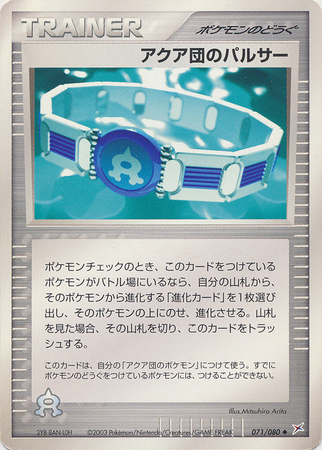 TRAINER
ポケモンのどうぐ
アクア団のパルサー
ポケモンチェックのとき、このカードをつけている
ポケモンがバトル場にいるなら、自分の山札から、
そのポケモンから進化する「進化カード」を1枚選び
出し、そのポケモンの上にのせ、進化させる。山札
を見た場合、その山札を切り、このカードをトラッ
シュする。
このカードは、自分の「アクア団のポケモン」につけて使う。すでに
ポケモンのどうぐをつけているポケモンには、つけることができない。
Illus.Mitsuhiro Arita
2Y8-BAN-L0H
©2003 Pokémon/Nintendo/Creatures/GAME FREAK
071/080 ◆